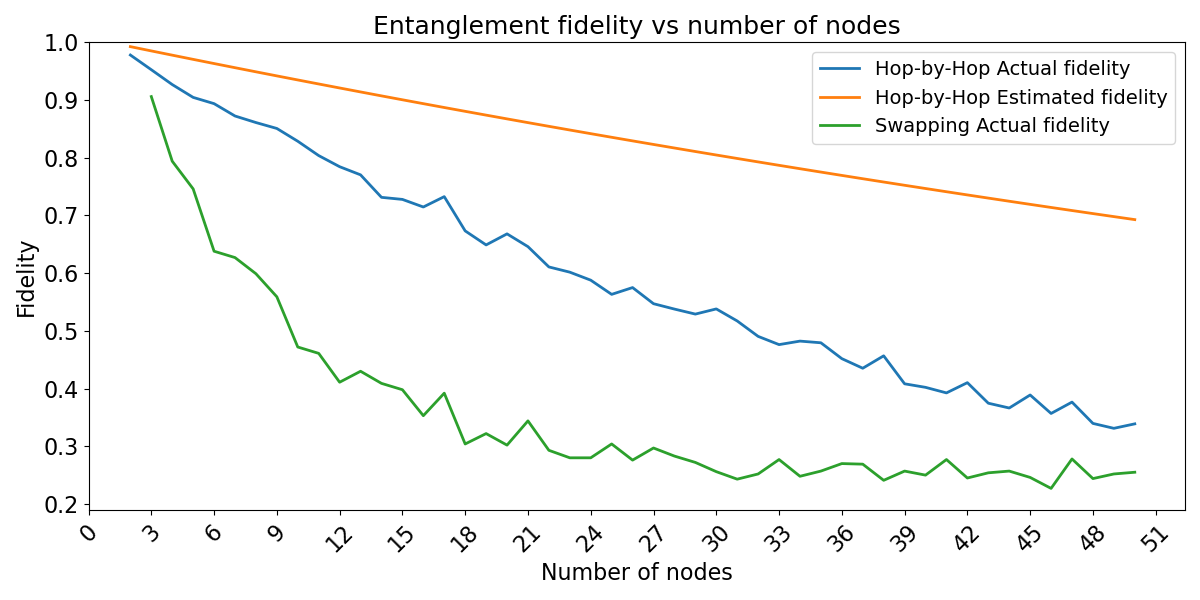 Entanglement fidelity vs number of nodes
Hop-by-Hop Actual fidelity
Hop-by-Hop Estimated fidelity
Swapping Actual fidelity
Fidelity
1.0
0.9
0.8
0.7
0.6
0.5
0.4
0.3
0.2
0 3 6 9 12 15 18 21 24 27 30 33 36 39 42 45 48 51
Number of nodes